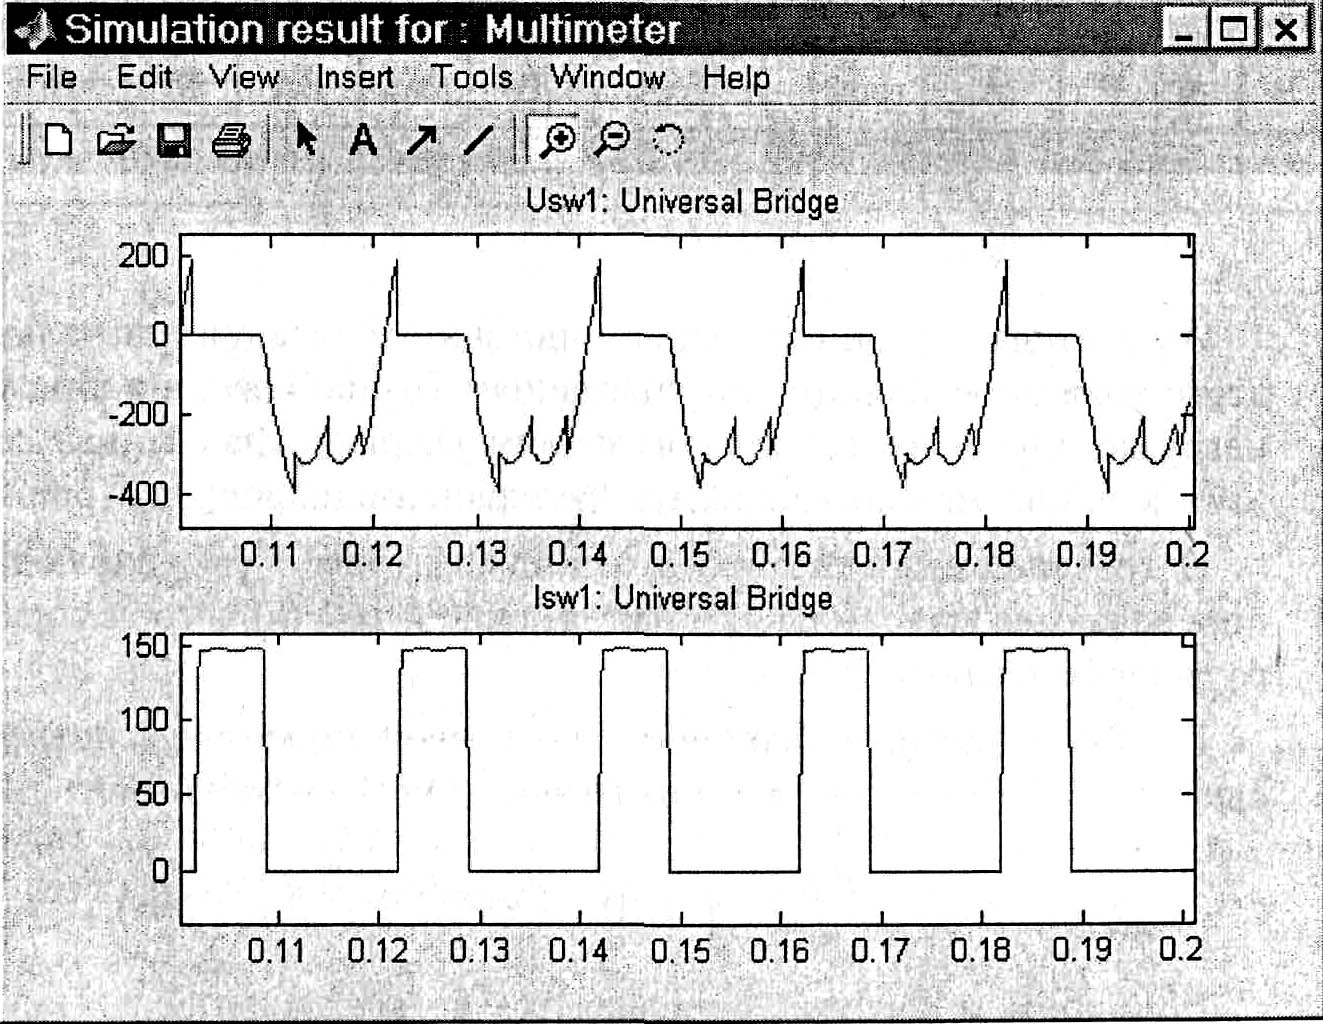 Simulation result for : Multimeter
File Edit View Insert Tools Window Help
A
Usw1: Universal Bridge
200
0
-200
-400
0.11 0.12 0.13 0.14 0.15 0.16 0.17 0.18 0.19 0.2
Isw1: Universal Bridge
150
100
50
0
0.11 0.12 0.13 0.14 0.15 0.16 0.17 0.18 0.19 0.2